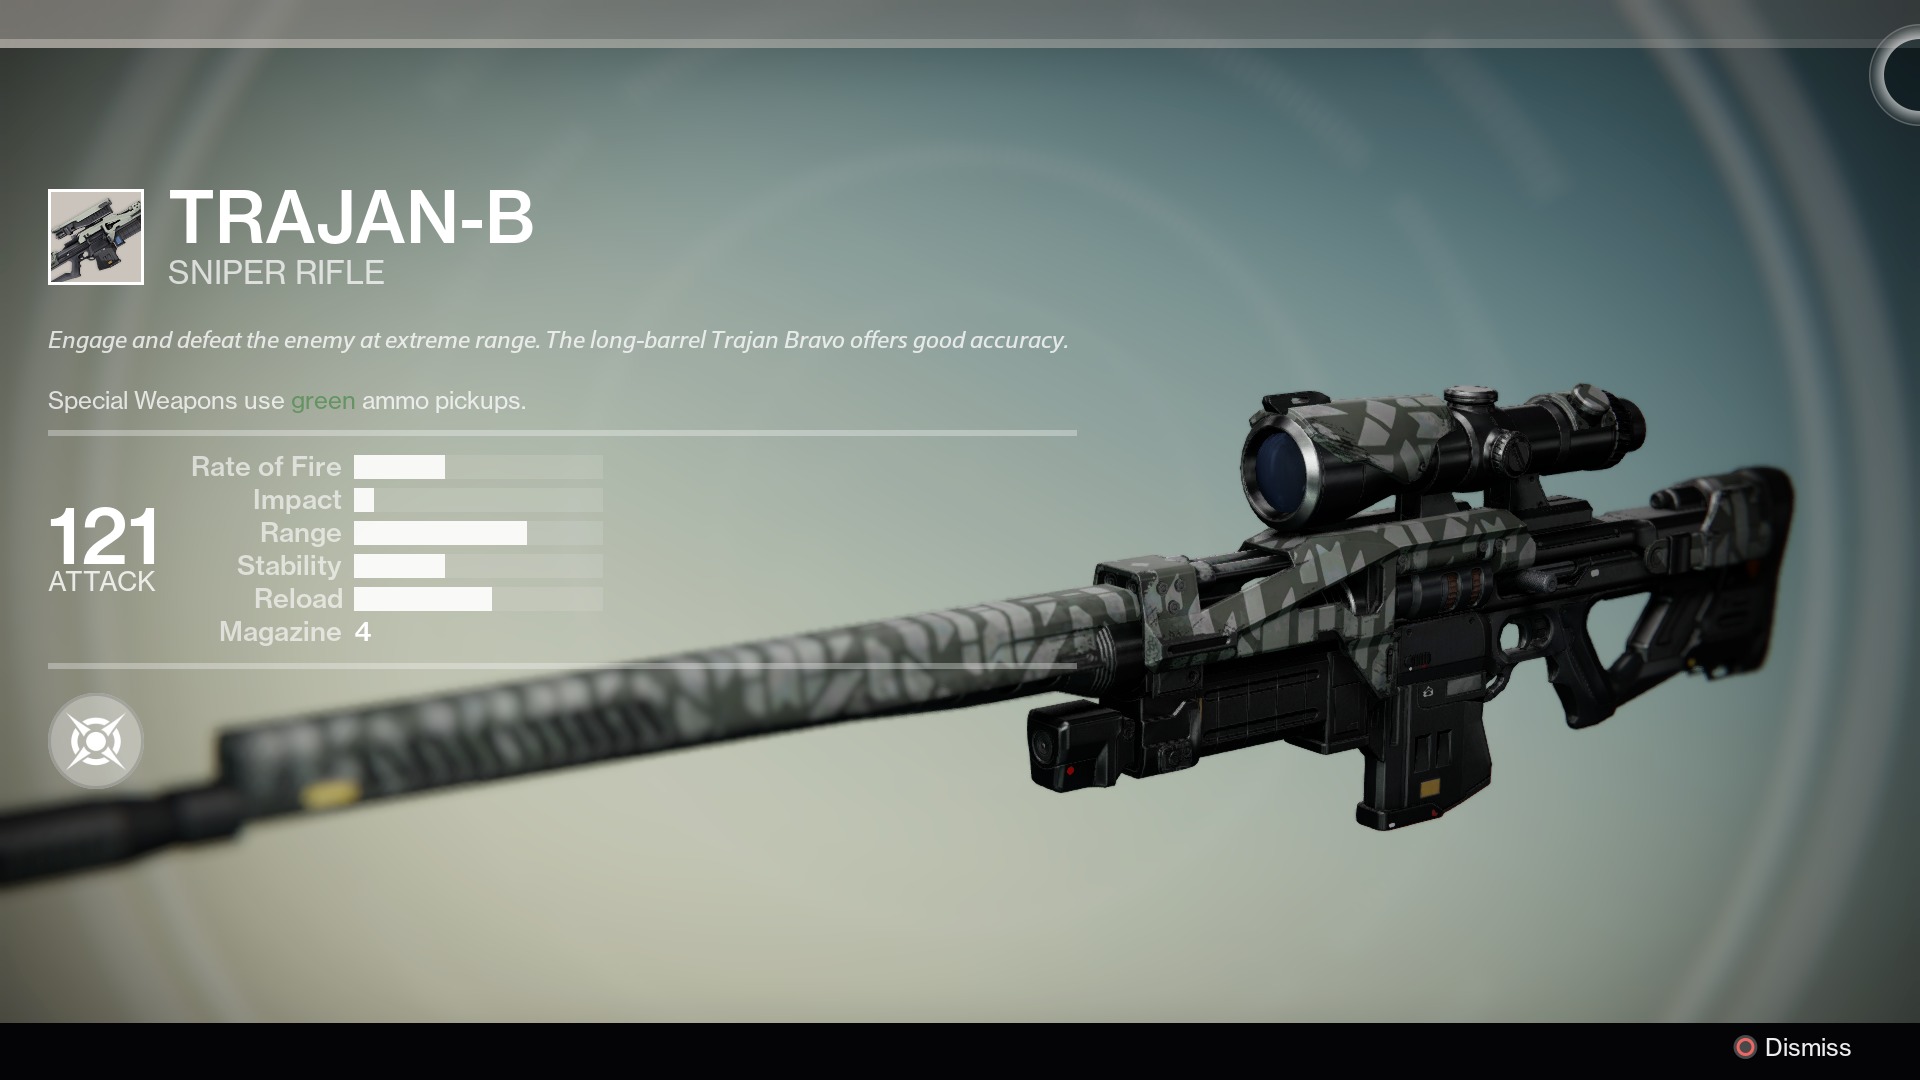 TRAJAN-B
SNIPER RIFLE
Engage and defeat the enemy at extreme range. The long-barrel Trajan Bravo offers good accuracy.
Special Weapons use green ammo pickups.
121
ATTACK
Rate of Fire
Impact
Range
Stability
Reload
Magazine 4
Dismiss